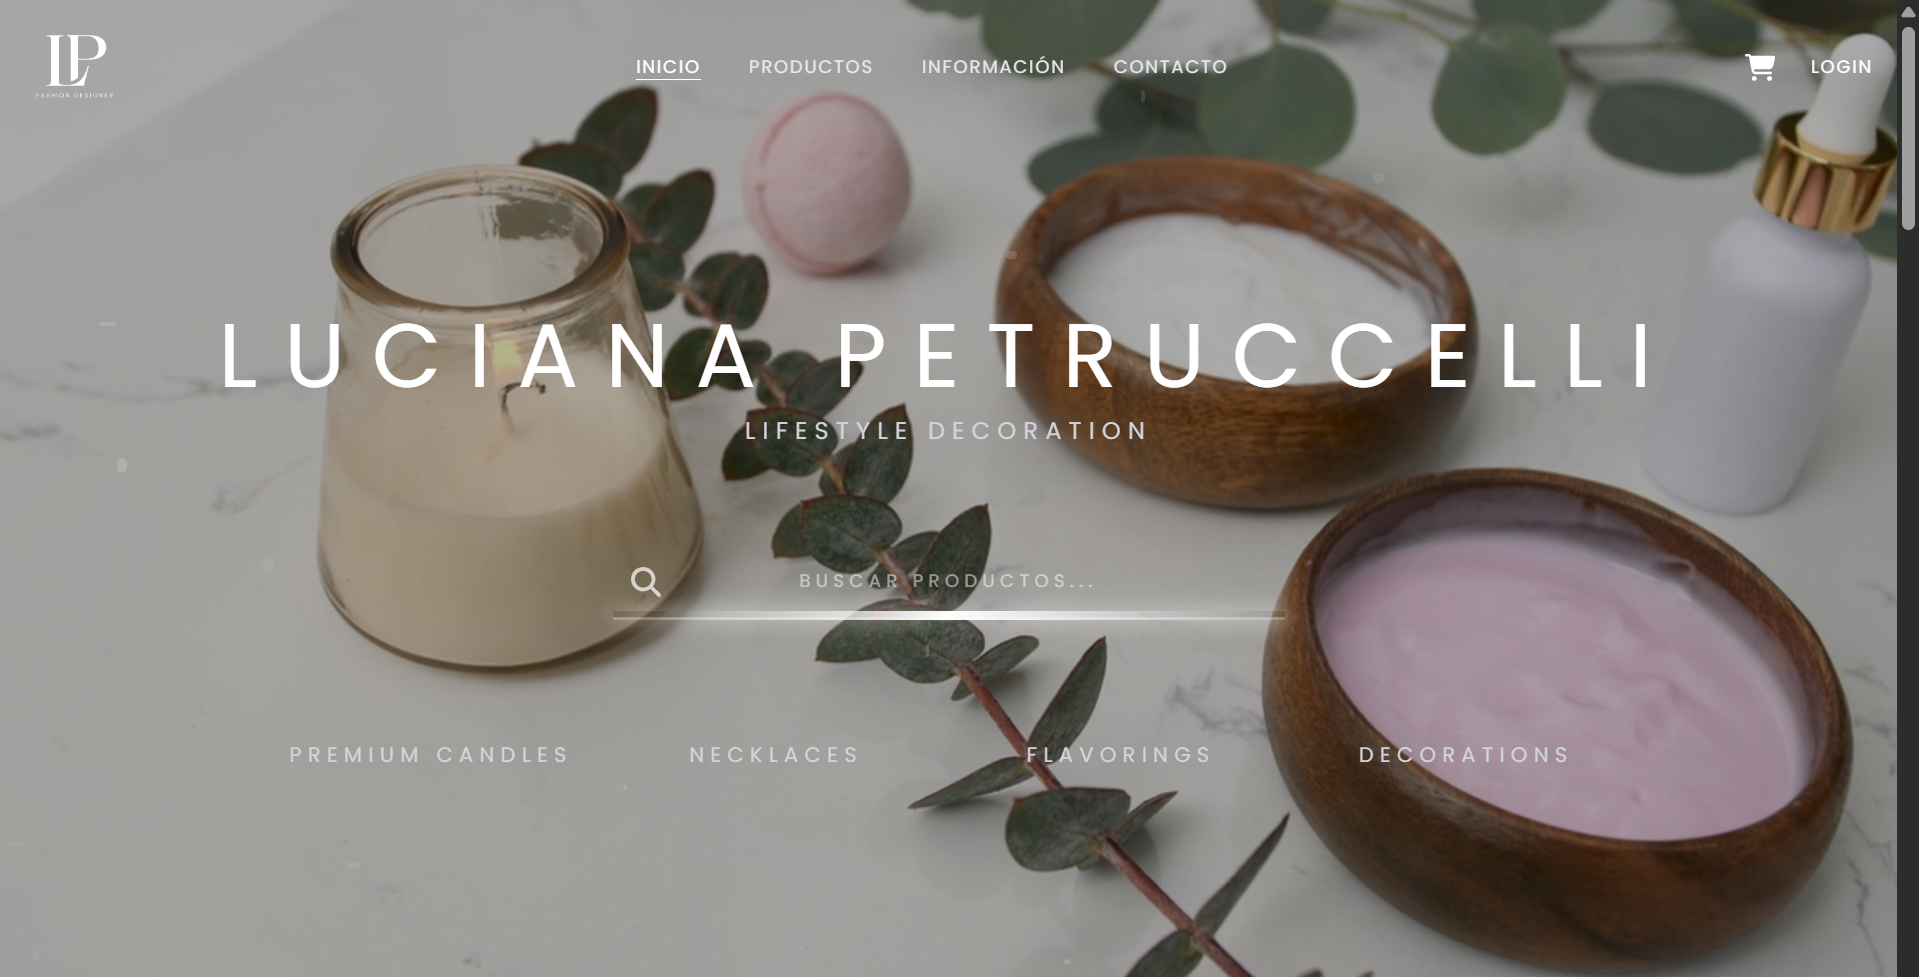 LP
FASHION DESIGNER
INICIO PRODUCTOS INFORMACIÓN CONTACTO
LOGIN
LUCIANA PETRUCCELLI
LIFESTYLE DECORATION
BUSCAR PRODUCTOS...
PREMIUM CANDLES NECKLACES FLAVORINGS DECORATIONS